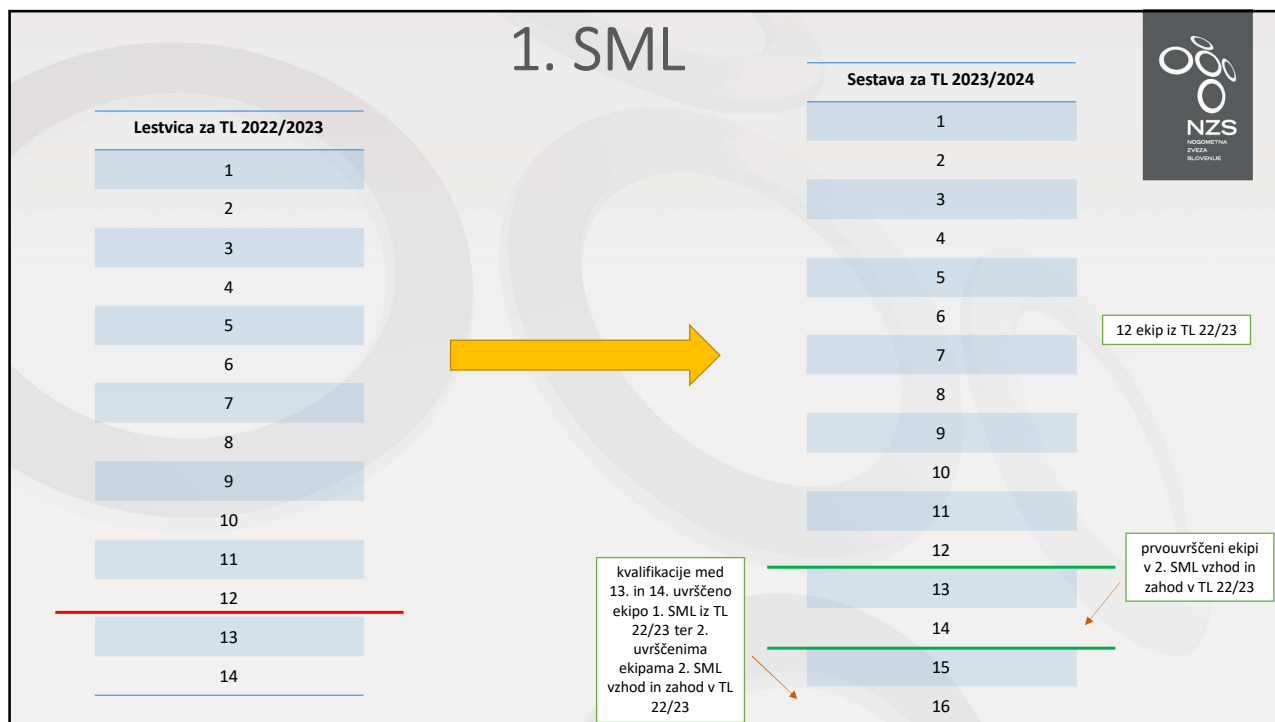 1. SML
NZS
NOGOMETNA
ZVEZA
SLOVENIJE
Lestvica za TL 2022/2023
1
2
3
4
5
6
7
8
9
10
11
12
13
14
Sestava za TL 2023/2024
1
2
3
4
5
6
7
8
9
10
11
12
13
14
15
16
12 ekip iz TL 22/23
prvouvrščeni ekipi
v 2. SML vzhod in
zahod v TL 22/23
kvalifikacije med
13. in 14. uvrščeno
ekipo 1. SML iz TL
22/23 ter 2.
uvrščenima
ekipama 2. SML
vzhod in zahod v TL
22/23